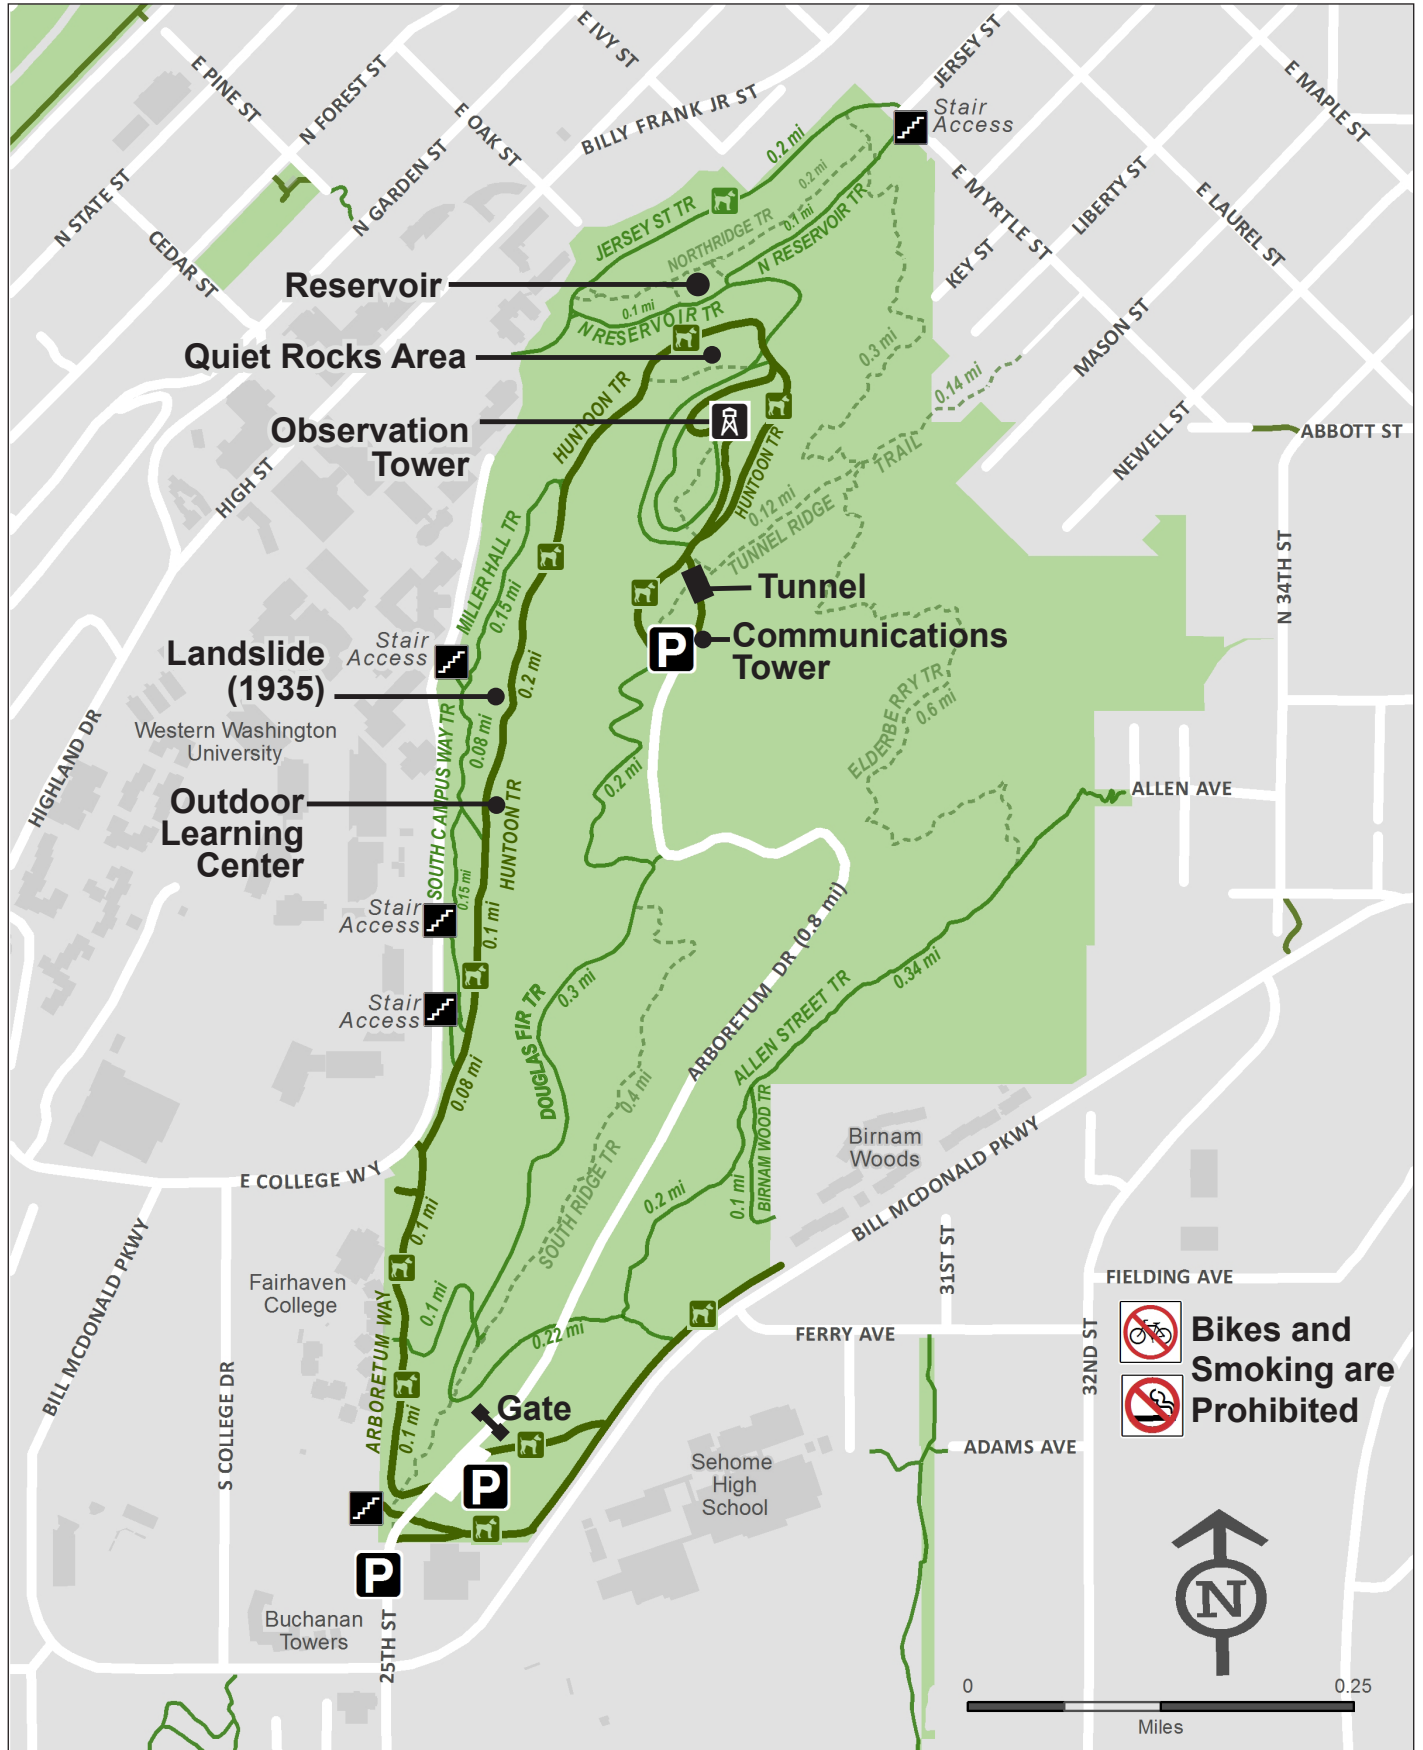 E IVY ST
JERSEY ST
E PINE ST
N FOREST ST
E MAPLE ST
E OAK ST
BILLY FRANK JR ST
Stair
Access
0.2 mi
N GARDEN ST
N STATE ST
0.2 mi
E MYRTLE ST
LIBERTY ST
E LAUREL ST
JERSEY ST TR
NORTHRIDGE TR
0.1 mi
N RESERVOIR TR
CEDAR ST
KEY ST
Reservoir
0.1 mi
N RESERVOIR TR
MASON ST
Quiet Rocks Area
0.3 mi
0.14 mi
HUNTOON TR
Observation
Tower
NEWELL ST
ABBOTT ST
HIGH ST
HUNTOON TR
TUNNEL RIDGE TRAIL
0.12 mi
MILLER HALL TR
0.15 mi
N 34TH ST
Tunnel
Stair
Access
Communications
Tower
Landslide
(1935)
0.2 mi
Western Washington
University
HIGHLAND DR
SOUTH CAMPUS WAY TR
0.08 mi
ELDERBERRY TR
0.6 mi
0.2 mi
Outdoor
Learning
Center
HUNTOON TR
ALLEN AVE
0.15 mi
Stair
Access
0.1 mi
ARBORETUM DR (0.8 mi)
Stair
Access
DOUGLAS FIR TR
0.3 mi
ALLEN STREET TR
0.34 mi
0.08 mi
SOUTH RIDGE TR
0.4 mi
BIRNAM WOOD TR
0.1 mi
Birnam
Woods
BILL MCDONALD PKWY
E COLLEGE WY
0.2 mi
0.1 mi
BILL MCDONALD PKWY
31ST ST
Fairhaven
College
0.1 mi
FIELDING AVE
ARBORETUM WAY
0.22 mi
FERRY AVE
32ND ST
Bikes and
Smoking are
Prohibited
S COLLEGE DR
0.1 mi
Gate
P
P
P
ADAMS AVE
Sehome
High
School
Buchanan
Towers
25TH ST
N
0
0.25
Miles